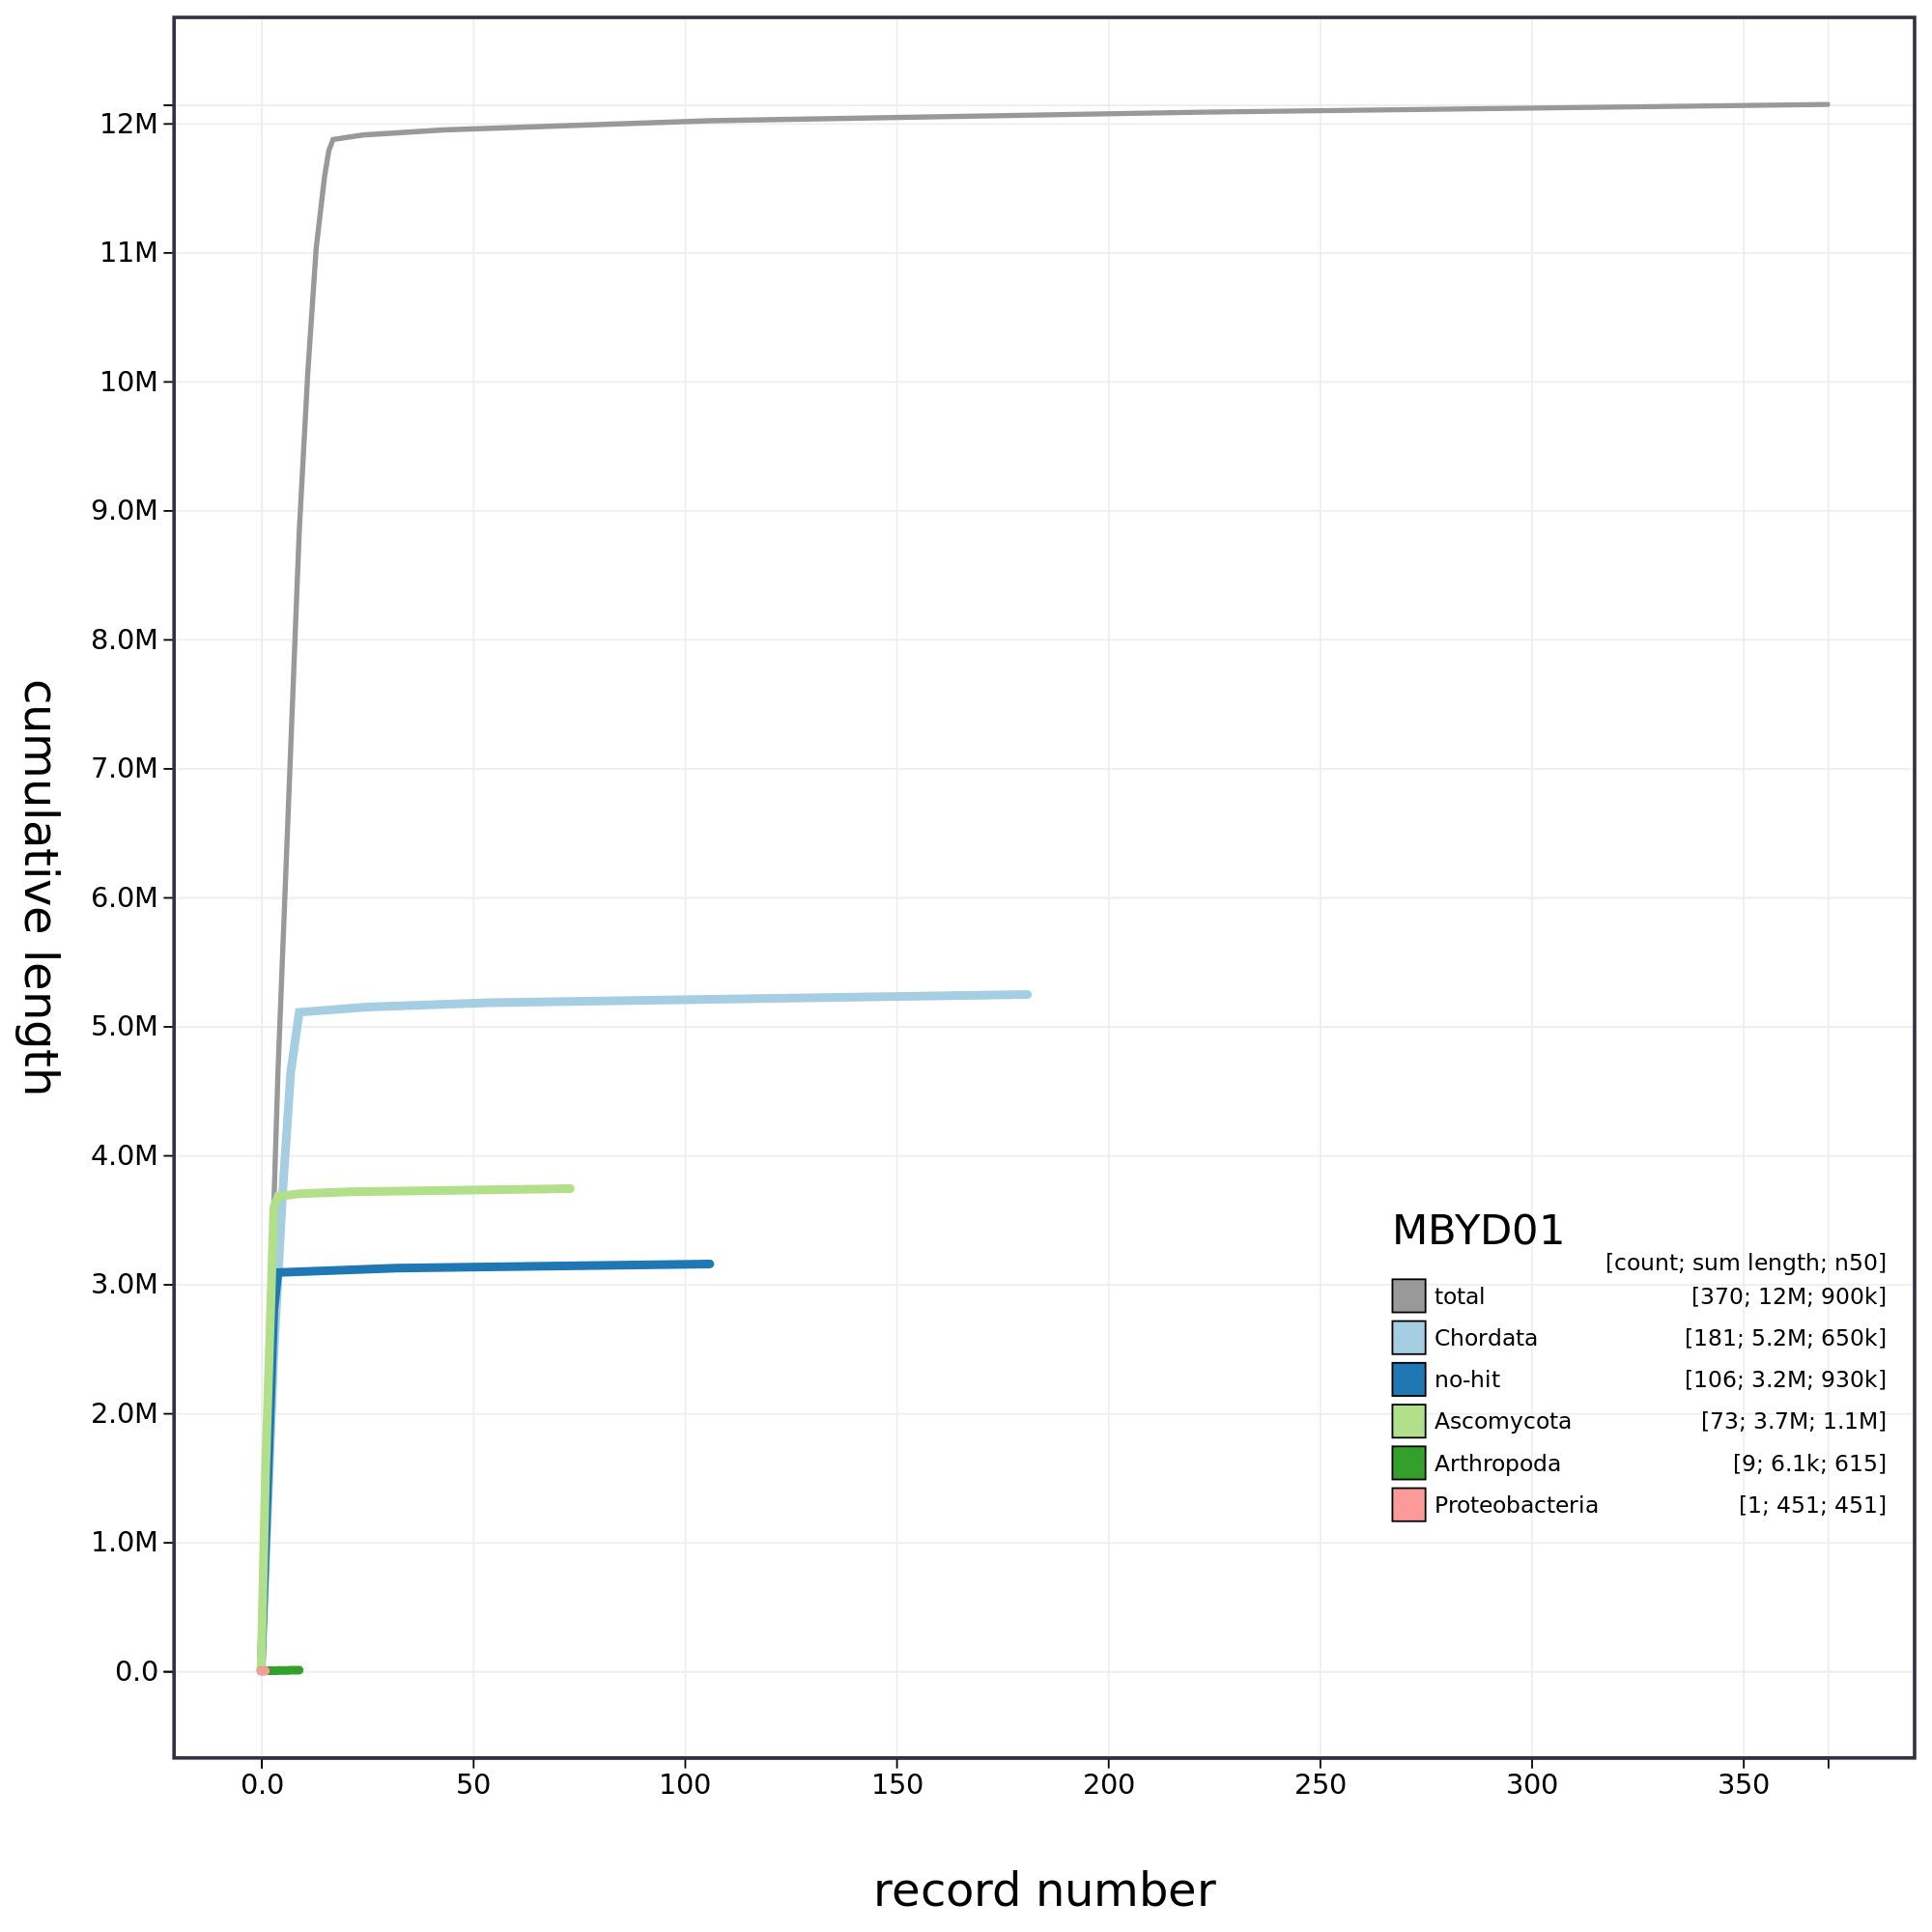 12M
11M
10M
9.0M
8.0M
7.0M
6.0M
5.0M
4.0M
3.0M
2.0M
1.0M
0.0
cumulative length
MBYD01
[count; sum length; n50]
total [370; 12M; 900k]
Chordata [181; 5.2M; 650k]
no-hit [106; 3.2M; 930k]
Ascomycota [73; 3.7M; 1.1M]
Arthropoda [9; 6.1k; 615]
Proteobacteria [1; 451; 451]
0.0 50 100 150 200 250 300 350
record number